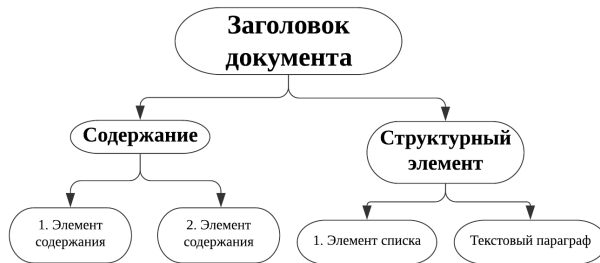 Заголовок
документа
Содержание
Структурный
элемент
1. Элемент
содержания
2. Элемент
содержания
1. Элемент списка
Текстовый параграф